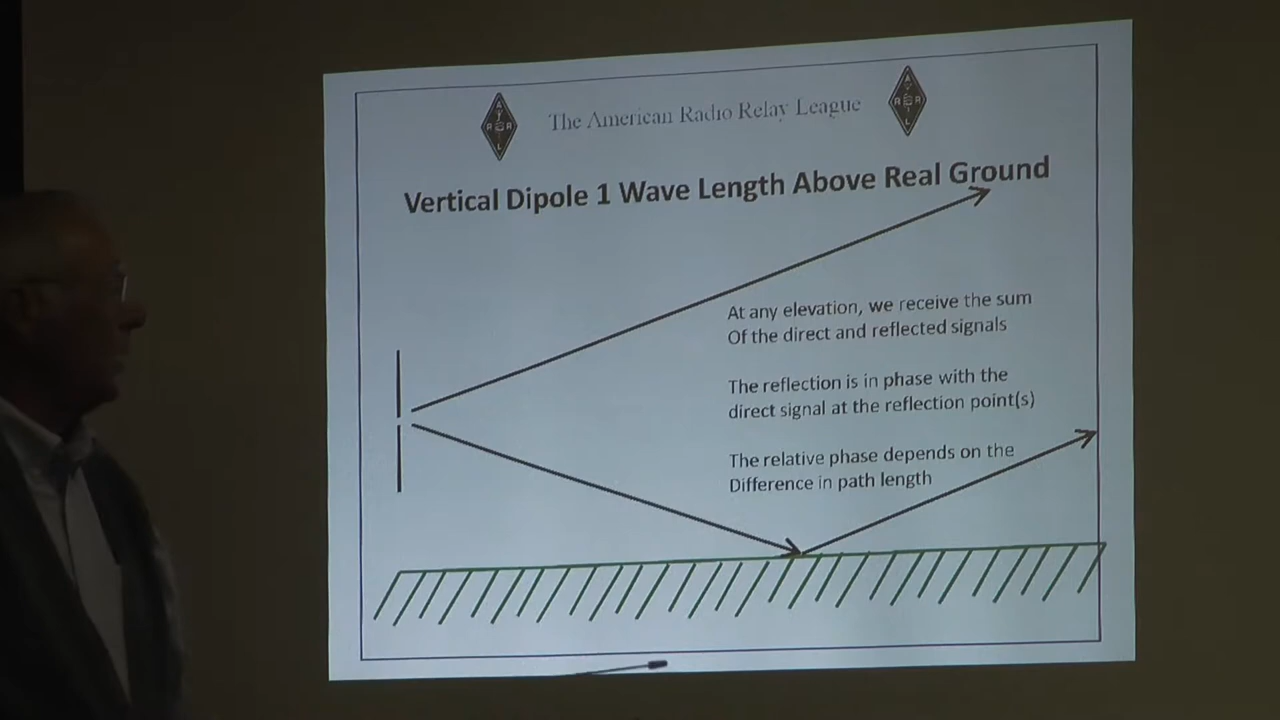 The American Radio Relay League
A
R R
L
A
R R
L
Vertical Dipole 1 Wave Length Above Real Ground
At any elevation, we receive the sum
Of the direct and reflected signals
The reflection is in phase with the
direct signal at the reflection point(s)
The relative phase depends on the
Difference in path length